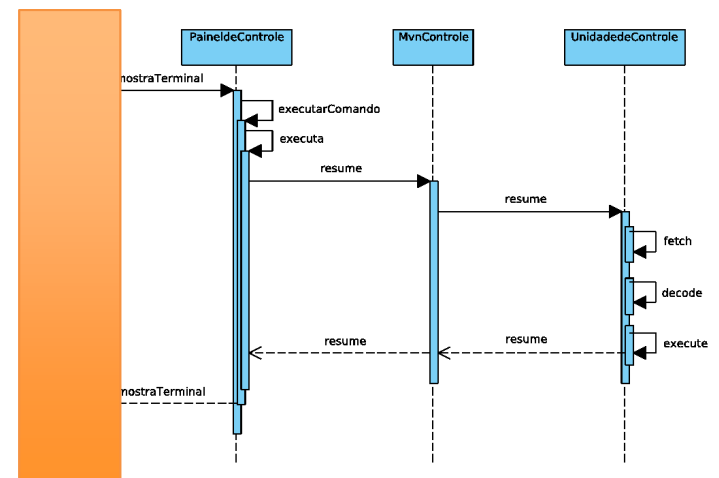 PaineldeControle
MvnControle
UnidadedeControle
mostraTerminal
executarComando
executa
resume
resume
fetch
decode
execute
resume
resume
mostraTerminal